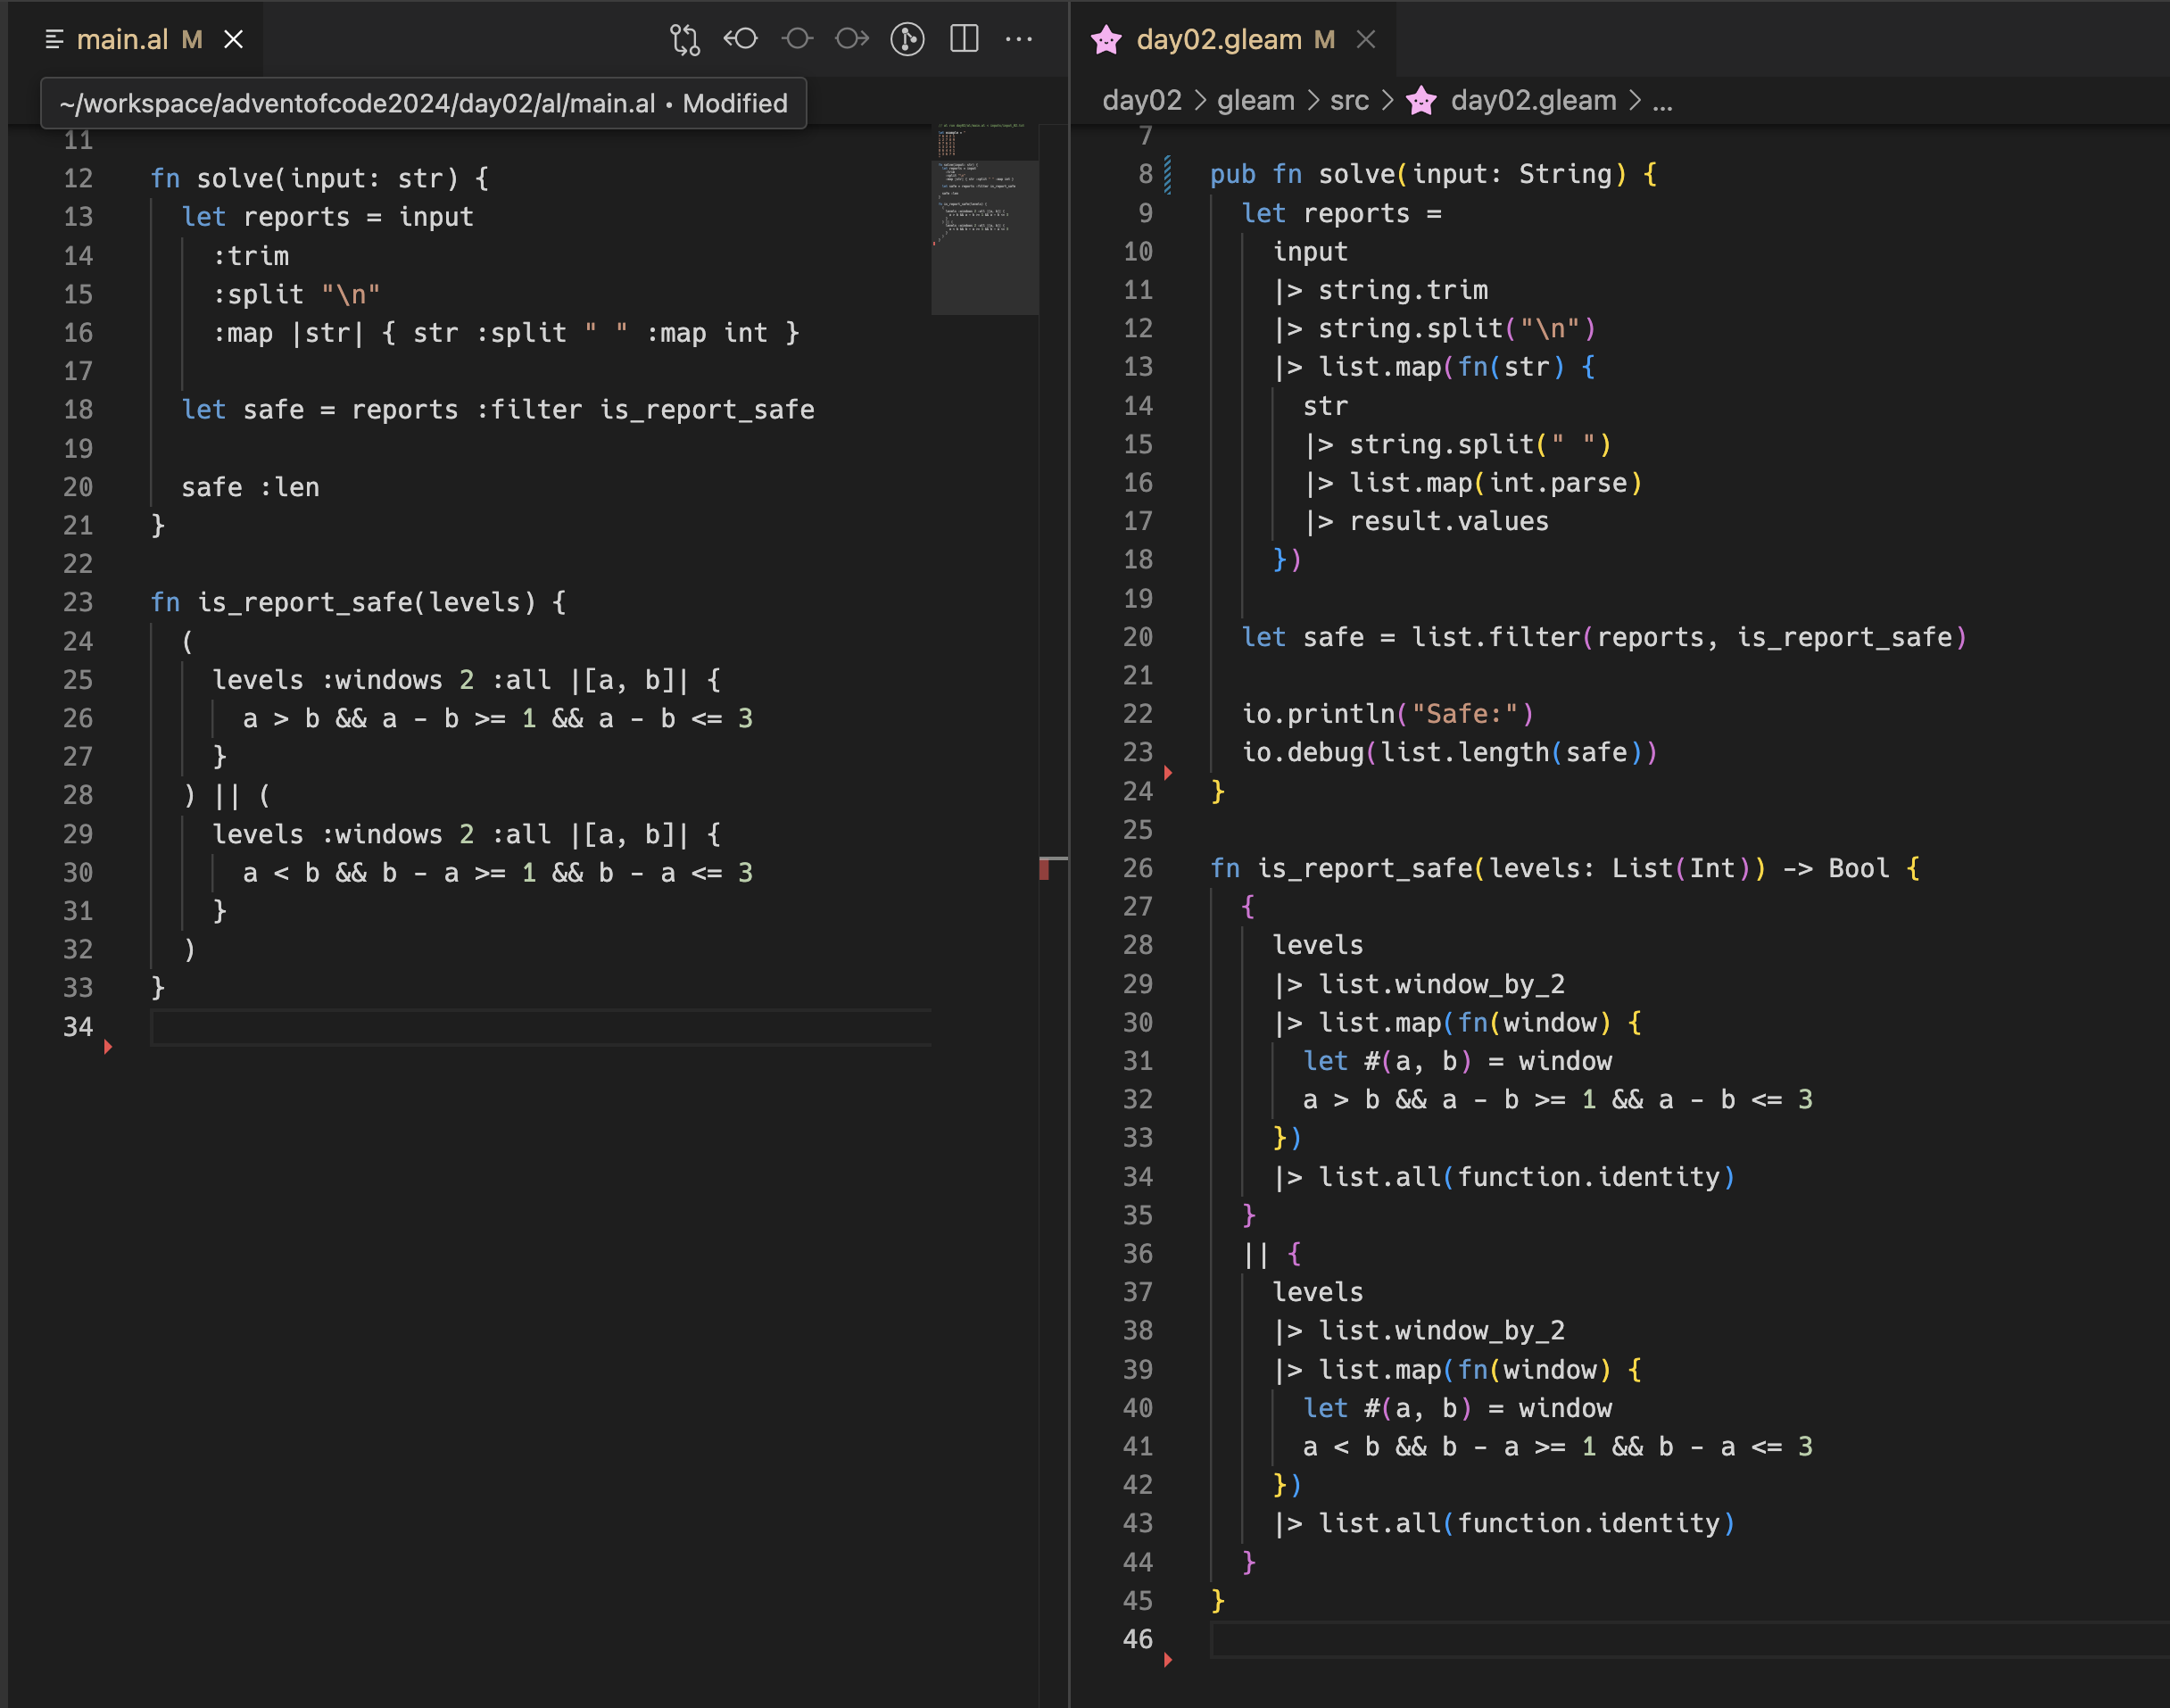 main.al M
~/workspace/adventofcode2024/day02/al/main.al • Modified
11
12 fn solve(input: str) {
13 let reports = input
14 :trim
15 :split "\n"
16 :map |str| { str :split " " :map int }
17
18 let safe = reports :filter is_report_safe
19
20 safe :len
21 }
22
23 fn is_report_safe(levels) {
24 (
25 levels :windows 2 :all |[a, b]| {
26 a > b && a - b >= 1 && a - b <= 3
27 }
28 ) || (
29 levels :windows 2 :all |[a, b]| {
30 a < b && b - a >= 1 && b - a <= 3
31 }
32 )
33 }
34
day02.gleam M
day02 > gleam > src > day02.gleam > ...
7
8 pub fn solve(input: String) {
9 let reports =
10 input
11 |> string.trim
12 |> string.split("\n")
13 |> list.map(fn(str) {
14 str
15 |> string.split(" ")
16 |> list.map(int.parse)
17 |> result.values
18 })
19
20 let safe = list.filter(reports, is_report_safe)
21
22 io.println("Safe:")
23 io.debug(list.length(safe))
24 }
25
26 fn is_report_safe(levels: List(Int)) -> Bool {
27 {
28 levels
29 |> list.window_by_2
30 |> list.map(fn(window) {
31 let #(a, b) = window
32 a > b && a - b >= 1 && a - b <= 3
33 })
34 |> list.all(function.identity)
35 }
36 || {
37 levels
38 |> list.window_by_2
39 |> list.map(fn(window) {
40 let #(a, b) = window
41 a < b && b - a >= 1 && b - a <= 3
42 })
43 |> list.all(function.identity)
44 }
45 }
46